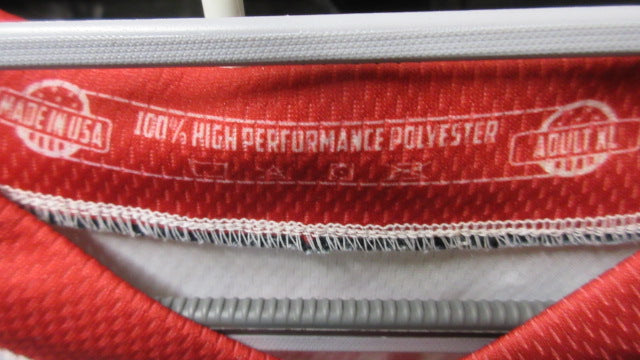 MADE IN USA
100% HIGH PERFORMANCE POLYESTER
ADULT XL